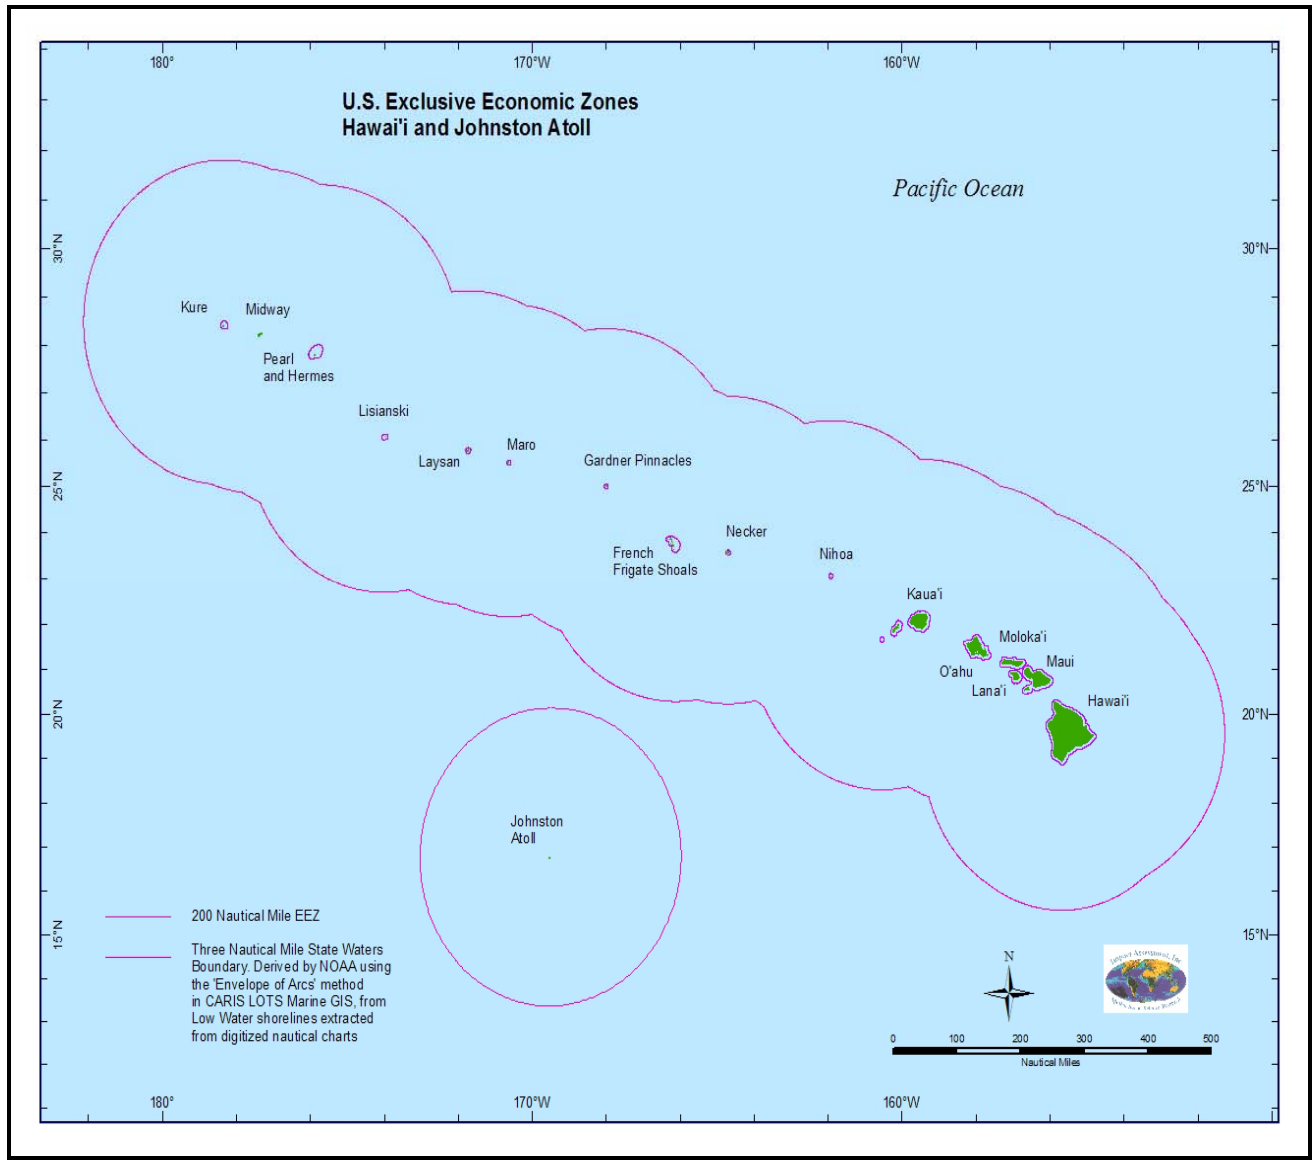 180°
170°W
160°W
U.S. Exclusive Economic Zones
Hawai'i and Johnston Atoll
Pacific Ocean
30°N
30°N
Kure
Midway
Pearl
and Hermes
Lisianski
Laysan
Maro
Gardner Pinnacles
25°N
25°N
French
Frigate Shoals
Necker
Nihoa
Kaua'i
Moloka'i
O'ahu
Maui
Lana'i
Hawai'i
20°N
20°N
Johnston
Atoll
200 Nautical Mile EEZ
15°N
15°N
Three Nautical Mile State Waters
Boundary. Derived by NOAA using
the 'Envelope of Arcs' method
in CARIS LOTS Marine GIS, from
Low Water shorelines extracted
from digitized nautical charts
N
Impact Assessment, Inc
0 100 200 300 400 500
Nautical Miles
180°
170°W
160°W